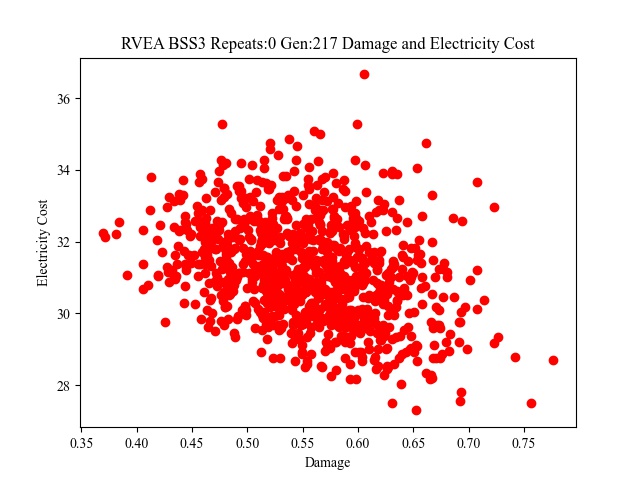 RVEA BSS3 Repeats:0 Gen:217 Damage and Electricity Cost
36
34
32
30
28
Electricity Cost
0.35 0.40 0.45 0.50 0.55 0.60 0.65 0.70 0.75
Damage